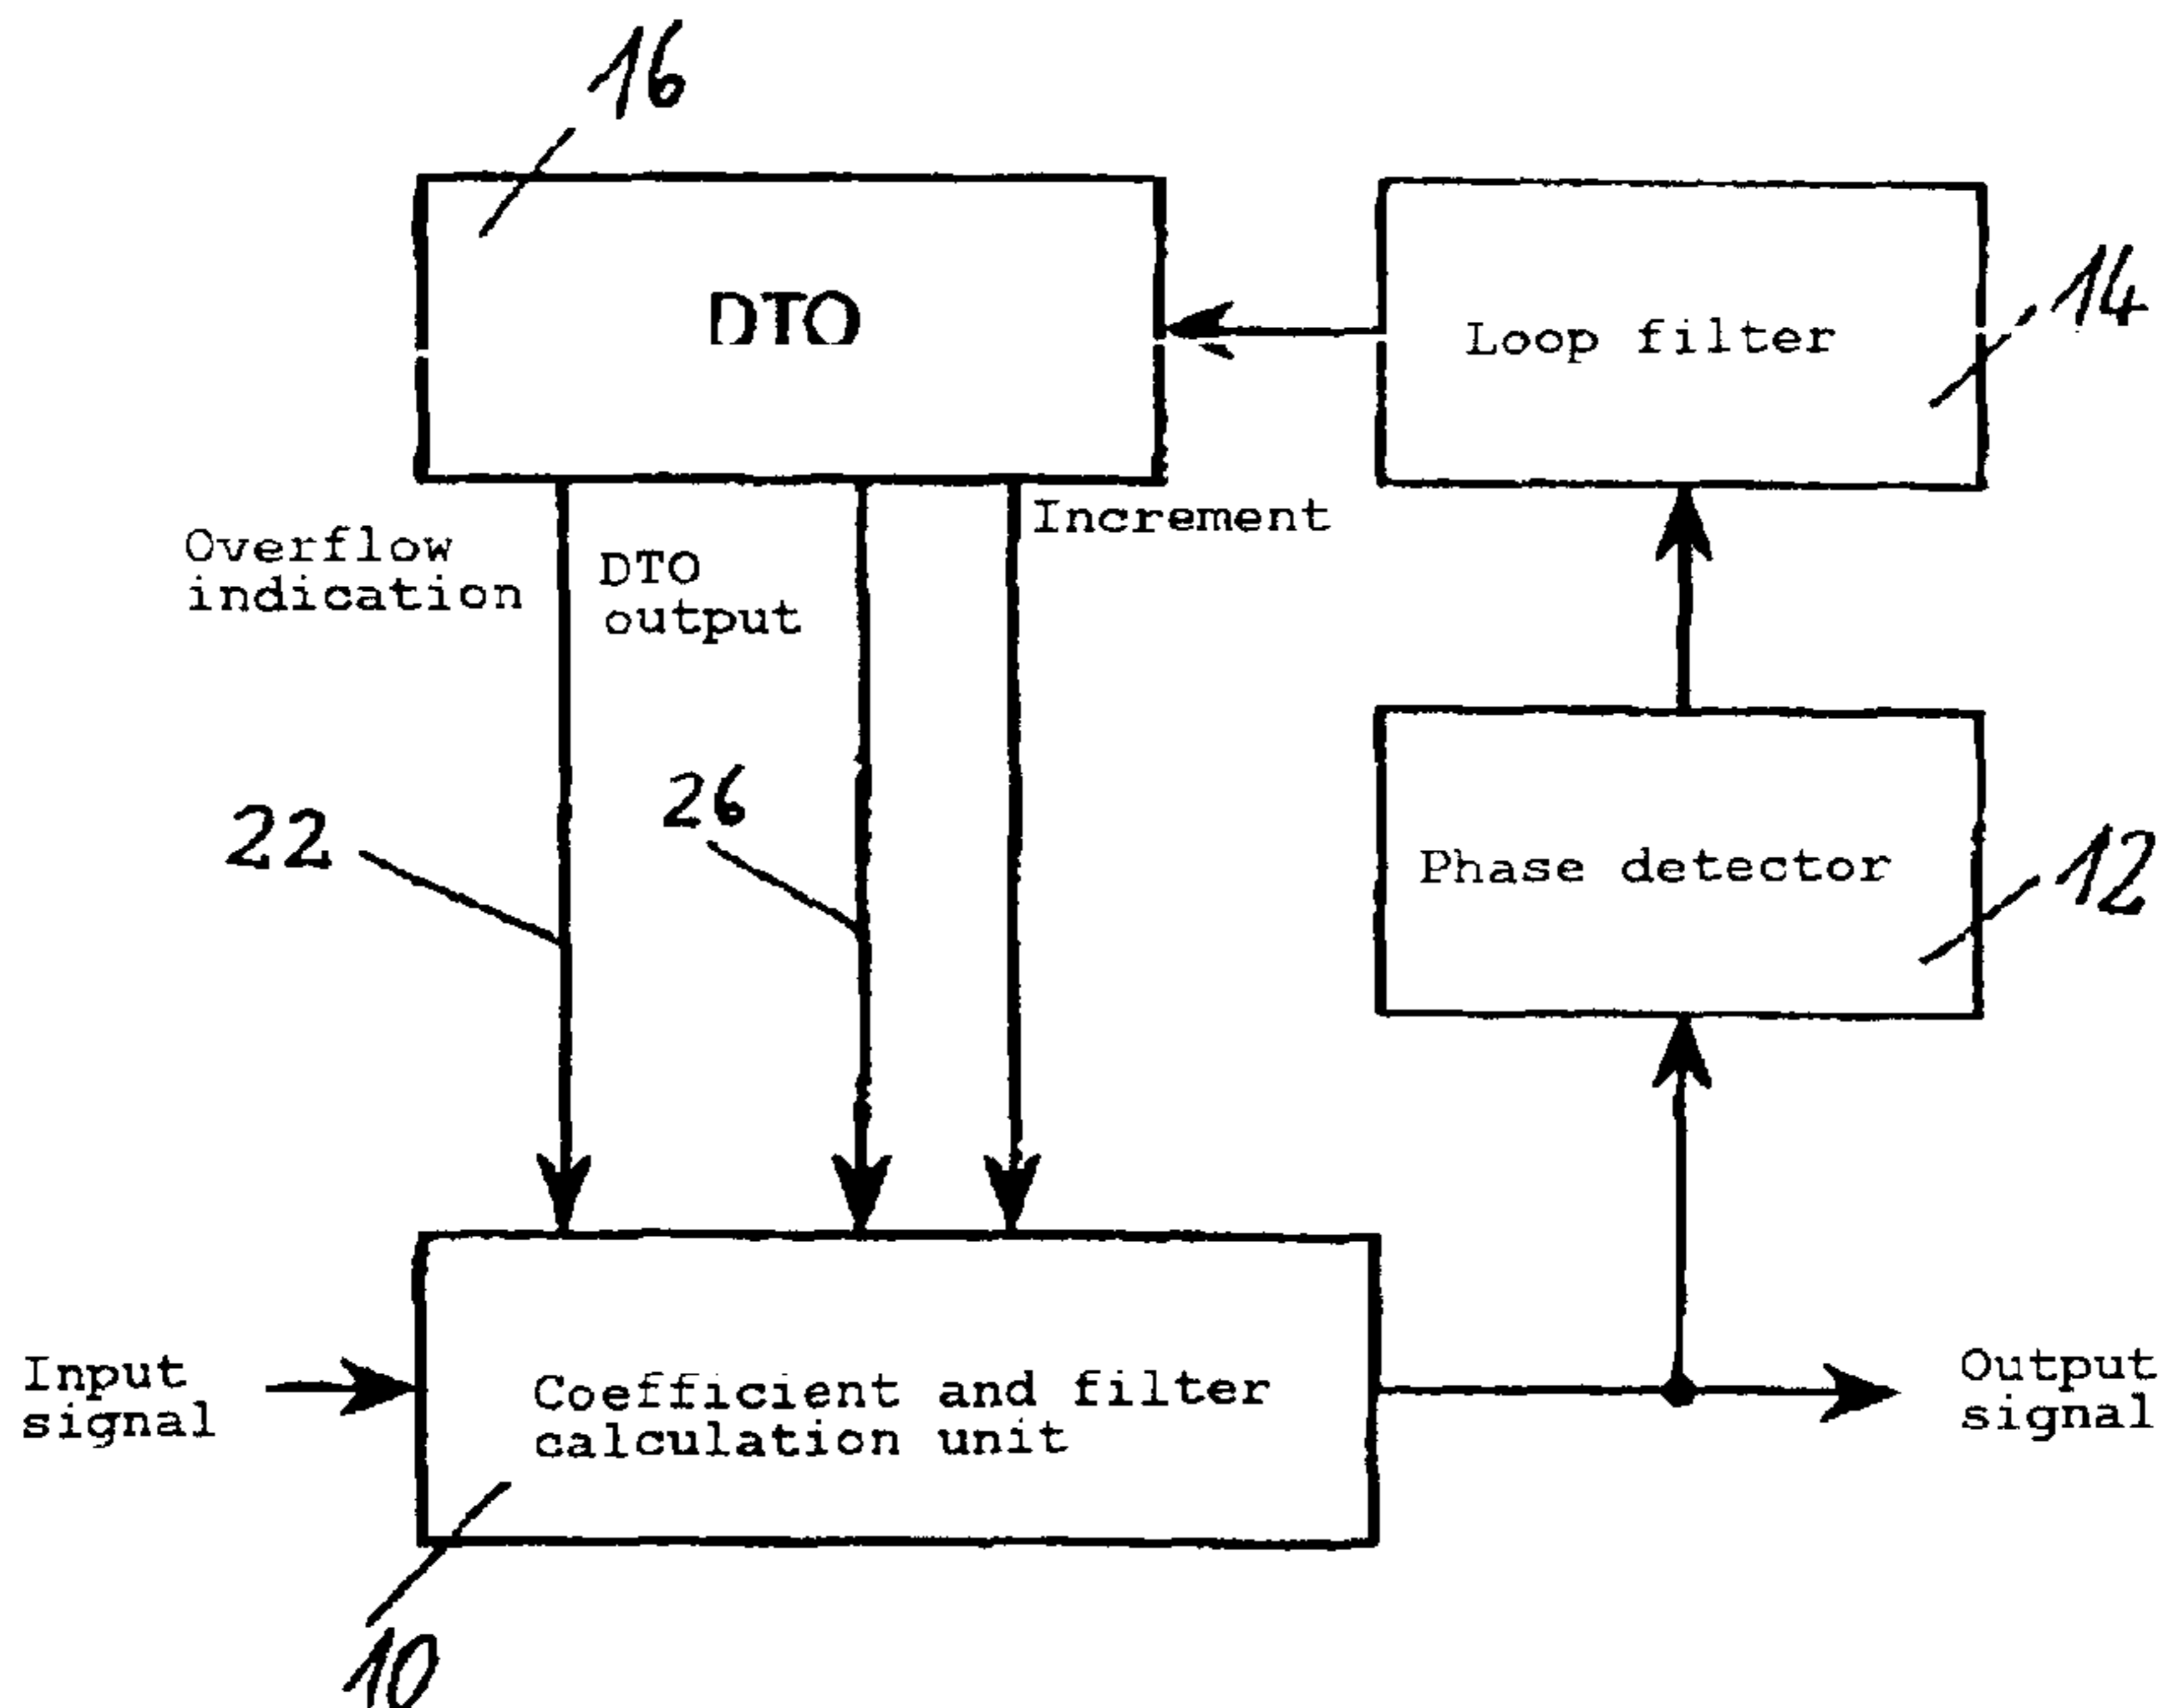 16
DTO
Loop filter
14
Increment
Overflow
indication
DTO
output
26
22
Phase detector
12
Input
signal
Coefficient and filter
calculation unit
Output
signal
10